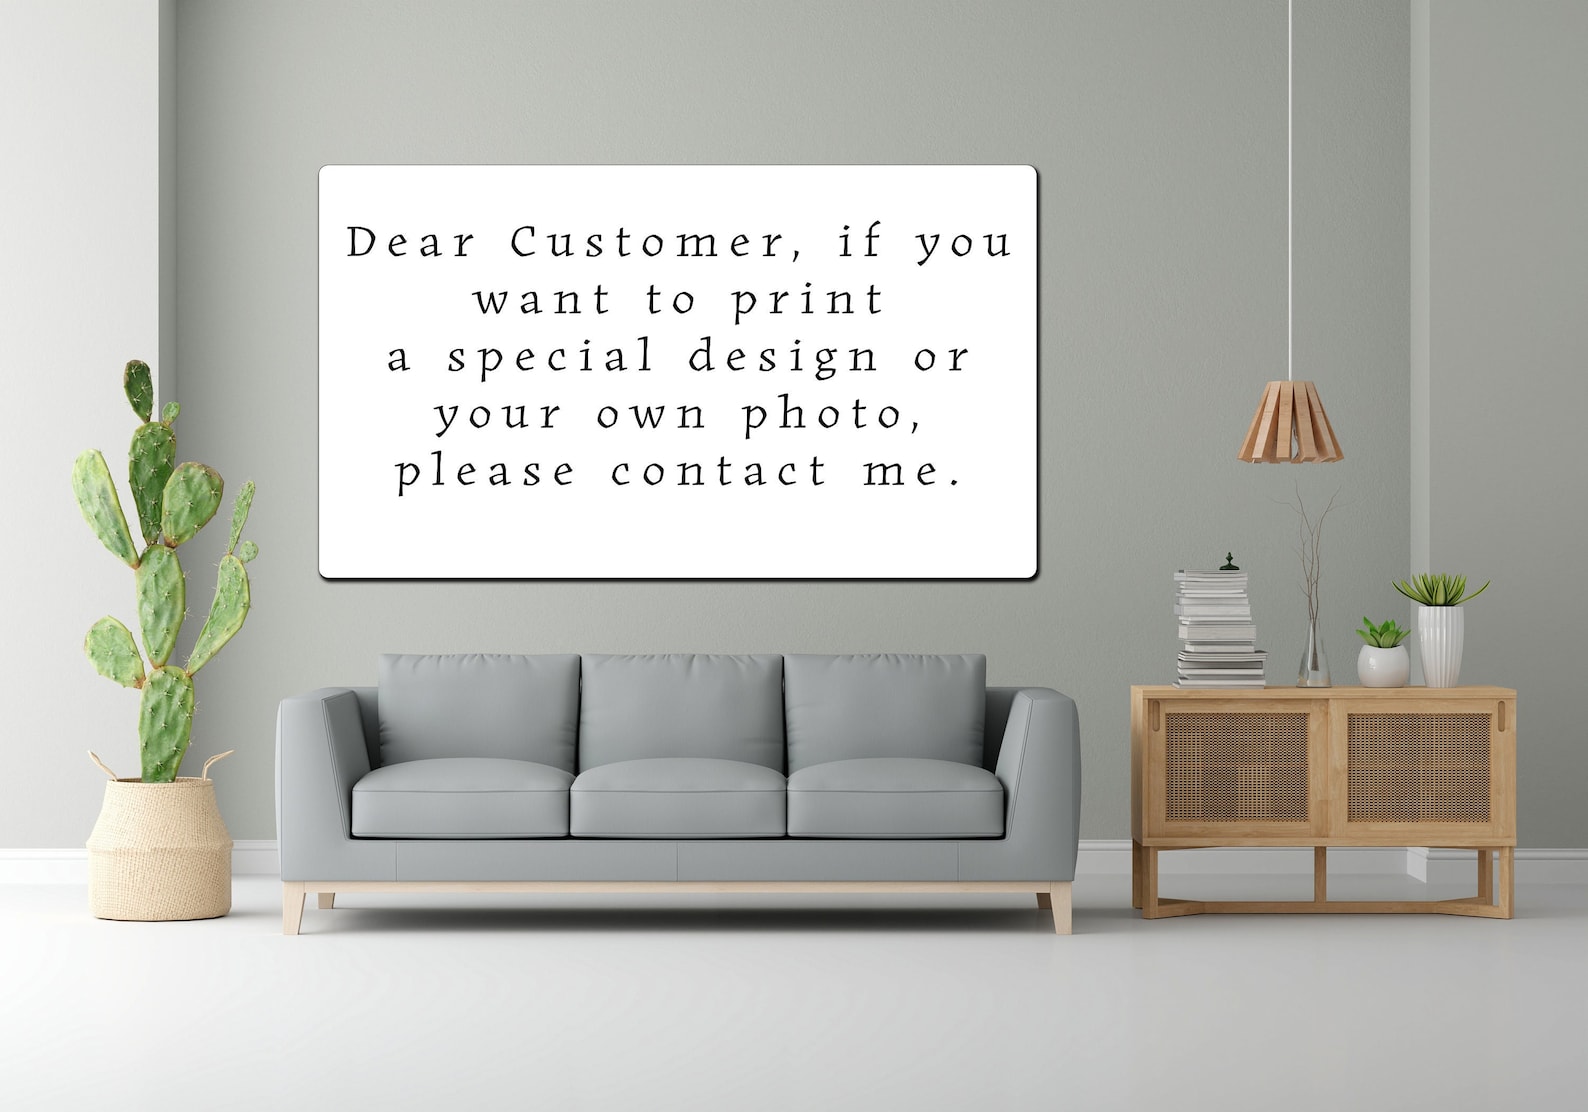 Dear Customer, if you
want to print
a special design or
your own photo,
please contact me.